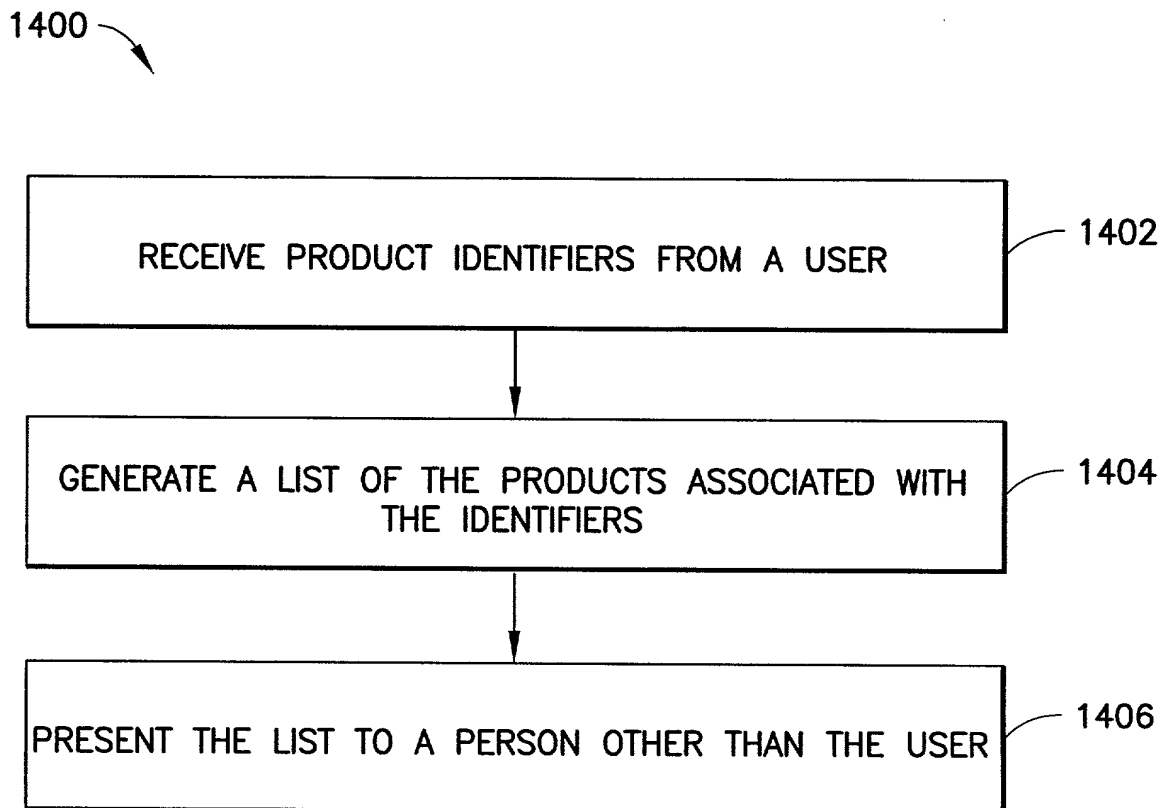 1400
RECEIVE PRODUCT IDENTIFIERS FROM A USER
1402
GENERATE A LIST OF THE PRODUCTS ASSOCIATED WITH
THE IDENTIFIERS
1404
PRESENT THE LIST TO A PERSON OTHER THAN THE USER
1406